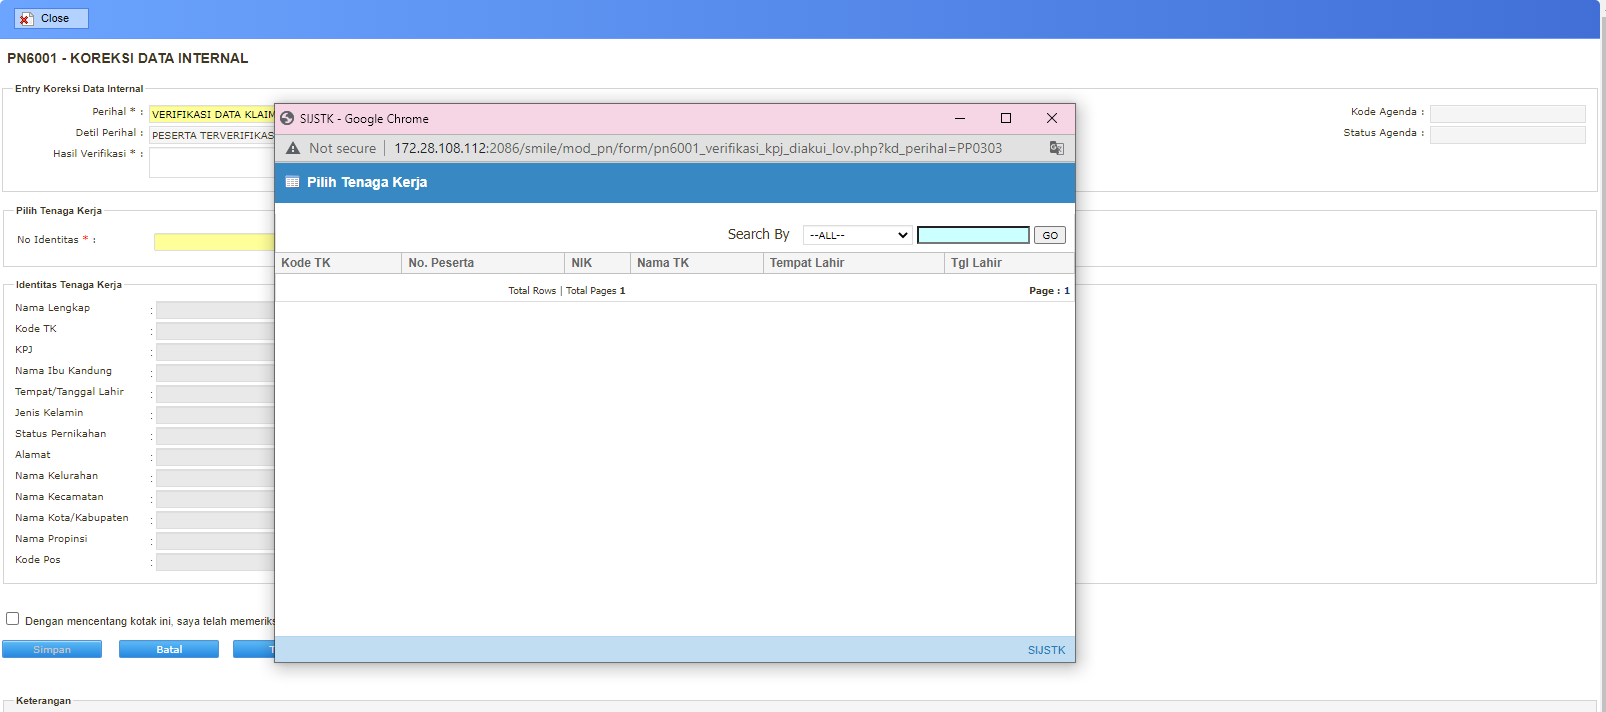 Close
PN6001 - KOREKSI DATA INTERNAL
Entry Koreksi Data Internal
Perihal * :
VERIFIKASI DATA KLAIM
Detil Perihal :
PESERTA TERVERIFIKAS
Hasil Verifikasi * :
Kode Agenda :
Status Agenda :
Pilih Tenaga Kerja
No Identitas * :
Identitas Tenaga Kerja
Nama Lengkap :
Kode TK :
KPJ :
Nama Ibu Kandung :
Tempat/Tanggal Lahir :
Jenis Kelamin :
Status Pernikahan :
Alamat :
Nama Kelurahan :
Nama Kecamatan :
Nama Kota/Kabupaten :
Nama Propinsi :
Kode Pos :
Dengan mencentang kotak ini, saya telah memeriks
Simpan Batal T
Keterangan
SIJSTK - Google Chrome
Not secure | 172.28.108.112:2086/smile/mod_pn/form/pn6001_verifikasi_kpj_diakui_lov.php?kd_perihal=PP0303
Pilih Tenaga Kerja
Search By --ALL-- GO
Kode TK No. Peserta NIK Nama TK Tempat Lahir Tgl Lahir
Total Rows | Total Pages 1 Page : 1
SIJSTK